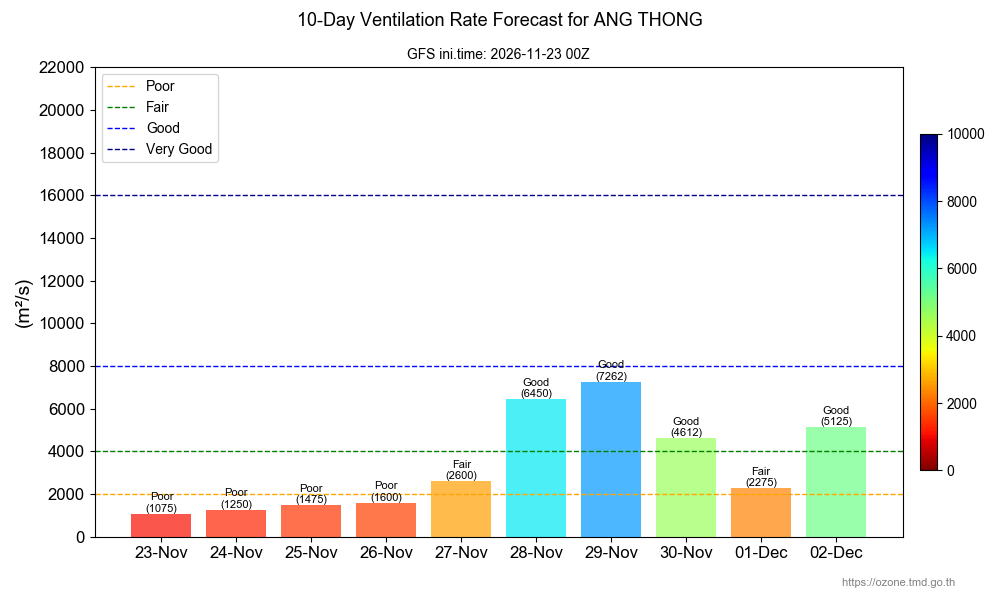 10-Day Ventilation Rate Forecast for ANG THONG
GFS ini.time: 2026-11-23 00Z
22000
20000
18000
16000
14000
12000
10000
8000
6000
4000
2000
0
(m²/s)
Poor
Fair
Good
Very Good
Poor
(1075)
Poor
(1250)
Poor
(1475)
Poor
(1600)
Fair
(2600)
Good
(6450)
Good
(7262)
Good
(4612)
Fair
(2275)
Good
(5125)
23-Nov
24-Nov
25-Nov
26-Nov
27-Nov
28-Nov
29-Nov
30-Nov
01-Dec
02-Dec
10000
8000
6000
4000
2000
0
https://ozone.tmd.go.th